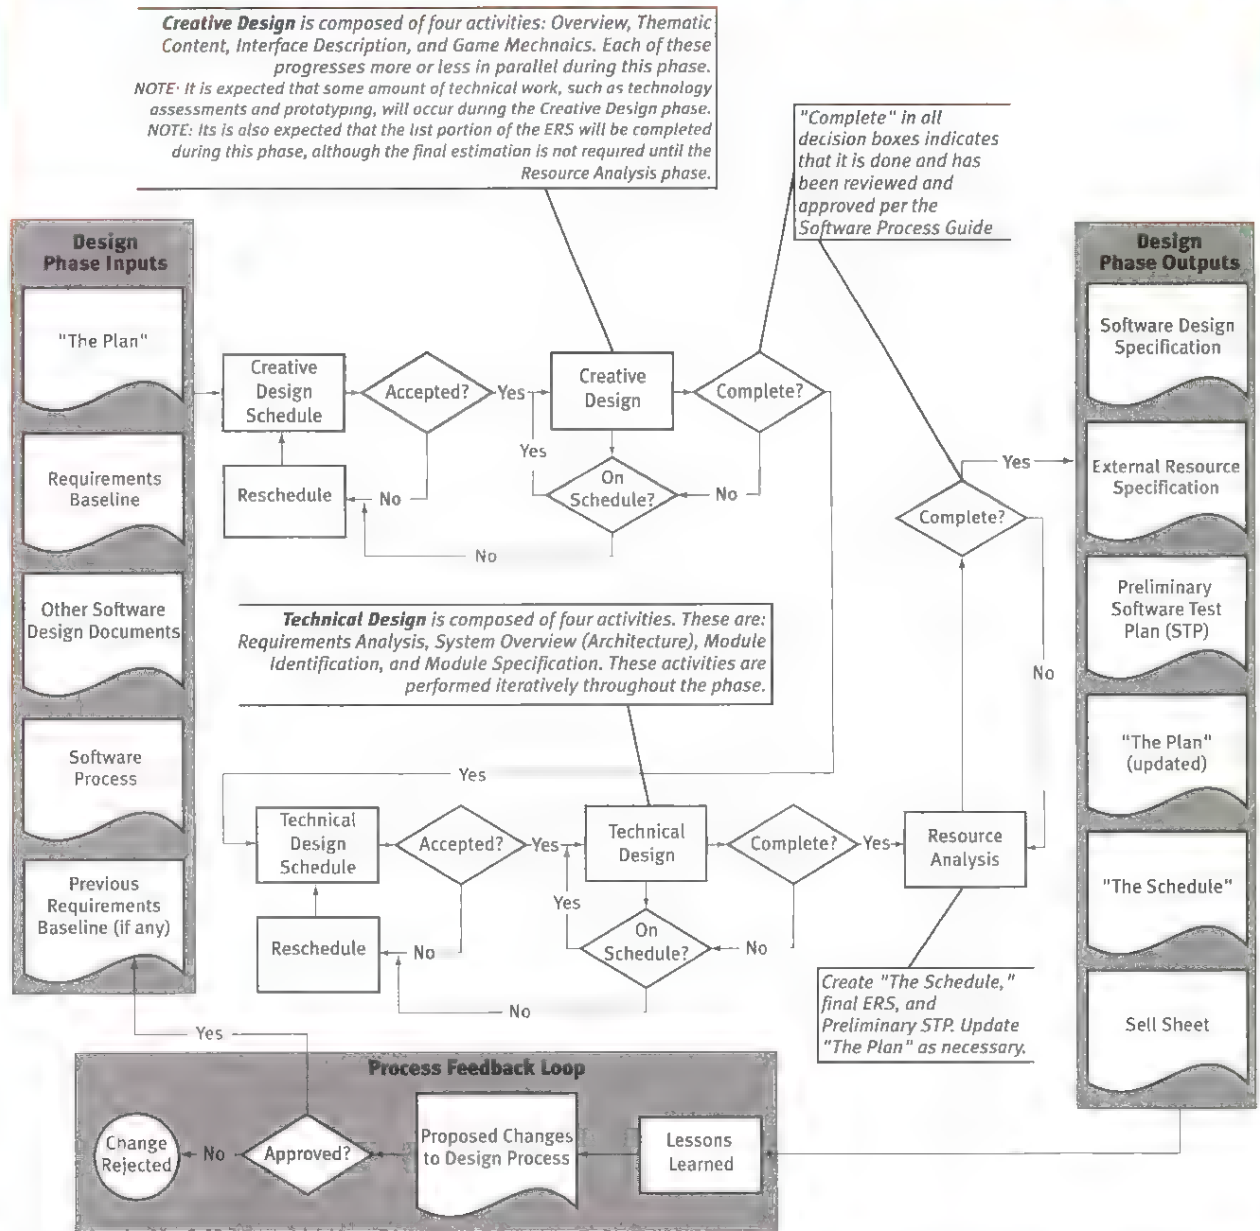 Creative Design is composed of four activities: Overview, Thematic
Content, Interface Description, and Game Mechnaics. Each of these
progresses more or less in parallel during this phase.
NOTE: It is expected that some amount of technical work, such as technology
assessments and prototyping, will occur during the Creative Design phase.
NOTE: Its is also expected that the list portion of the ERS will be completed
during this phase, although the final estimation is not required until the
Resource Analysis phase.
"Complete" in all
decision boxes indicates
that it is done and has
been reviewed and
approved per the
Software Process Guide
Design
Phase Inputs
"The Plan"
Requirements
Baseline
Other Software
Design Documents
Software
Process
Previous
Requirements
Baseline (if any)
Creative
Design
Schedule
Accepted?
Yes
Creative
Design
Complete?
Reschedule
No
Yes
On
Schedule?
No
No
Complete?
Yes
No
Technical Design is composed of four activities. These are:
Requirements Analysis, System Overview (Architecture), Module
Identification, and Module Specification. These activities are
performed iteratively throughout the phase.
Yes
Technical
Design
Schedule
Accepted?
Yes
Technical
Design
Complete?
Yes
Resource
Analysis
Reschedule
No
Yes
On
Schedule?
No
No
Create "The Schedule,"
final ERS, and
Preliminary STP. Update
"The Plan" as necessary.
Design
Phase Outputs
Software Design
Specification
External Resource
Specification
Preliminary
Software Test
Plan (STP)
"The Plan"
(updated)
"The Schedule"
Sell Sheet
Yes
Process Feedback Loop
Change
Rejected
No
Approved?
Proposed Changes
to Design Process
Lessons
Learned